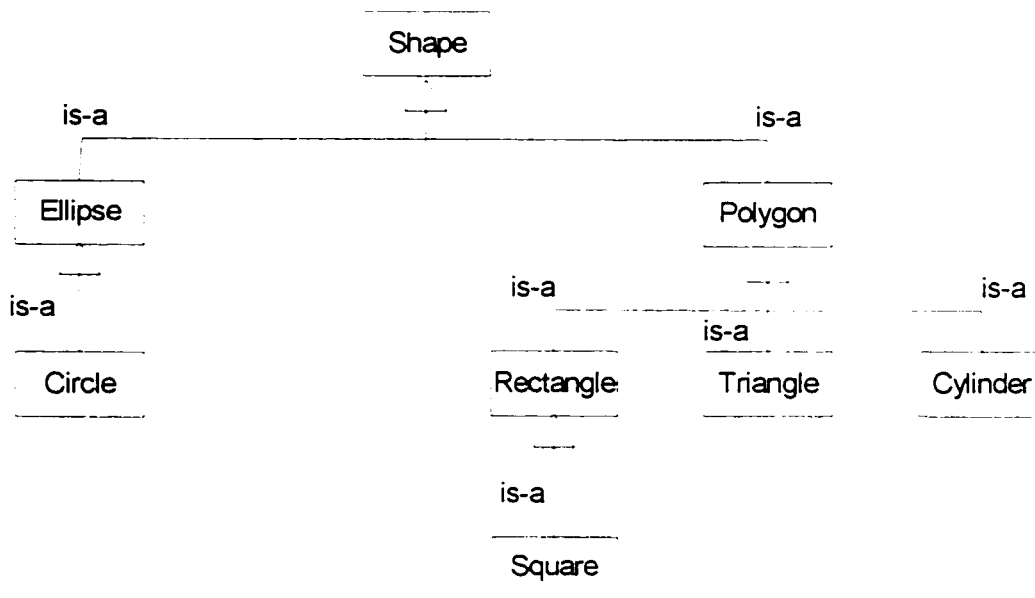 Shape
is-a is-a
Ellipse Polygon
is-a is-a is-a
is-a
Circle Rectangle Triangle Cylinder
is-a
Square